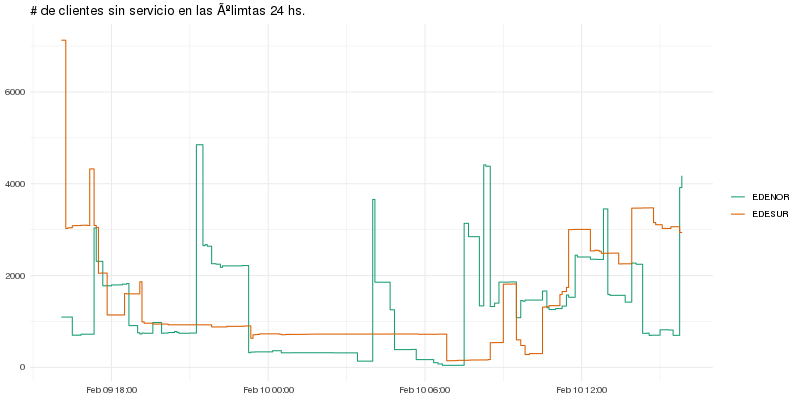 # de clientes sin servicio en las Ãºlimtas 24 hs.
6000
4000
2000
0
Feb 09 18:00
Feb 10 00:00
Feb 10 06:00
Feb 10 12:00
EDENOR
EDESUR